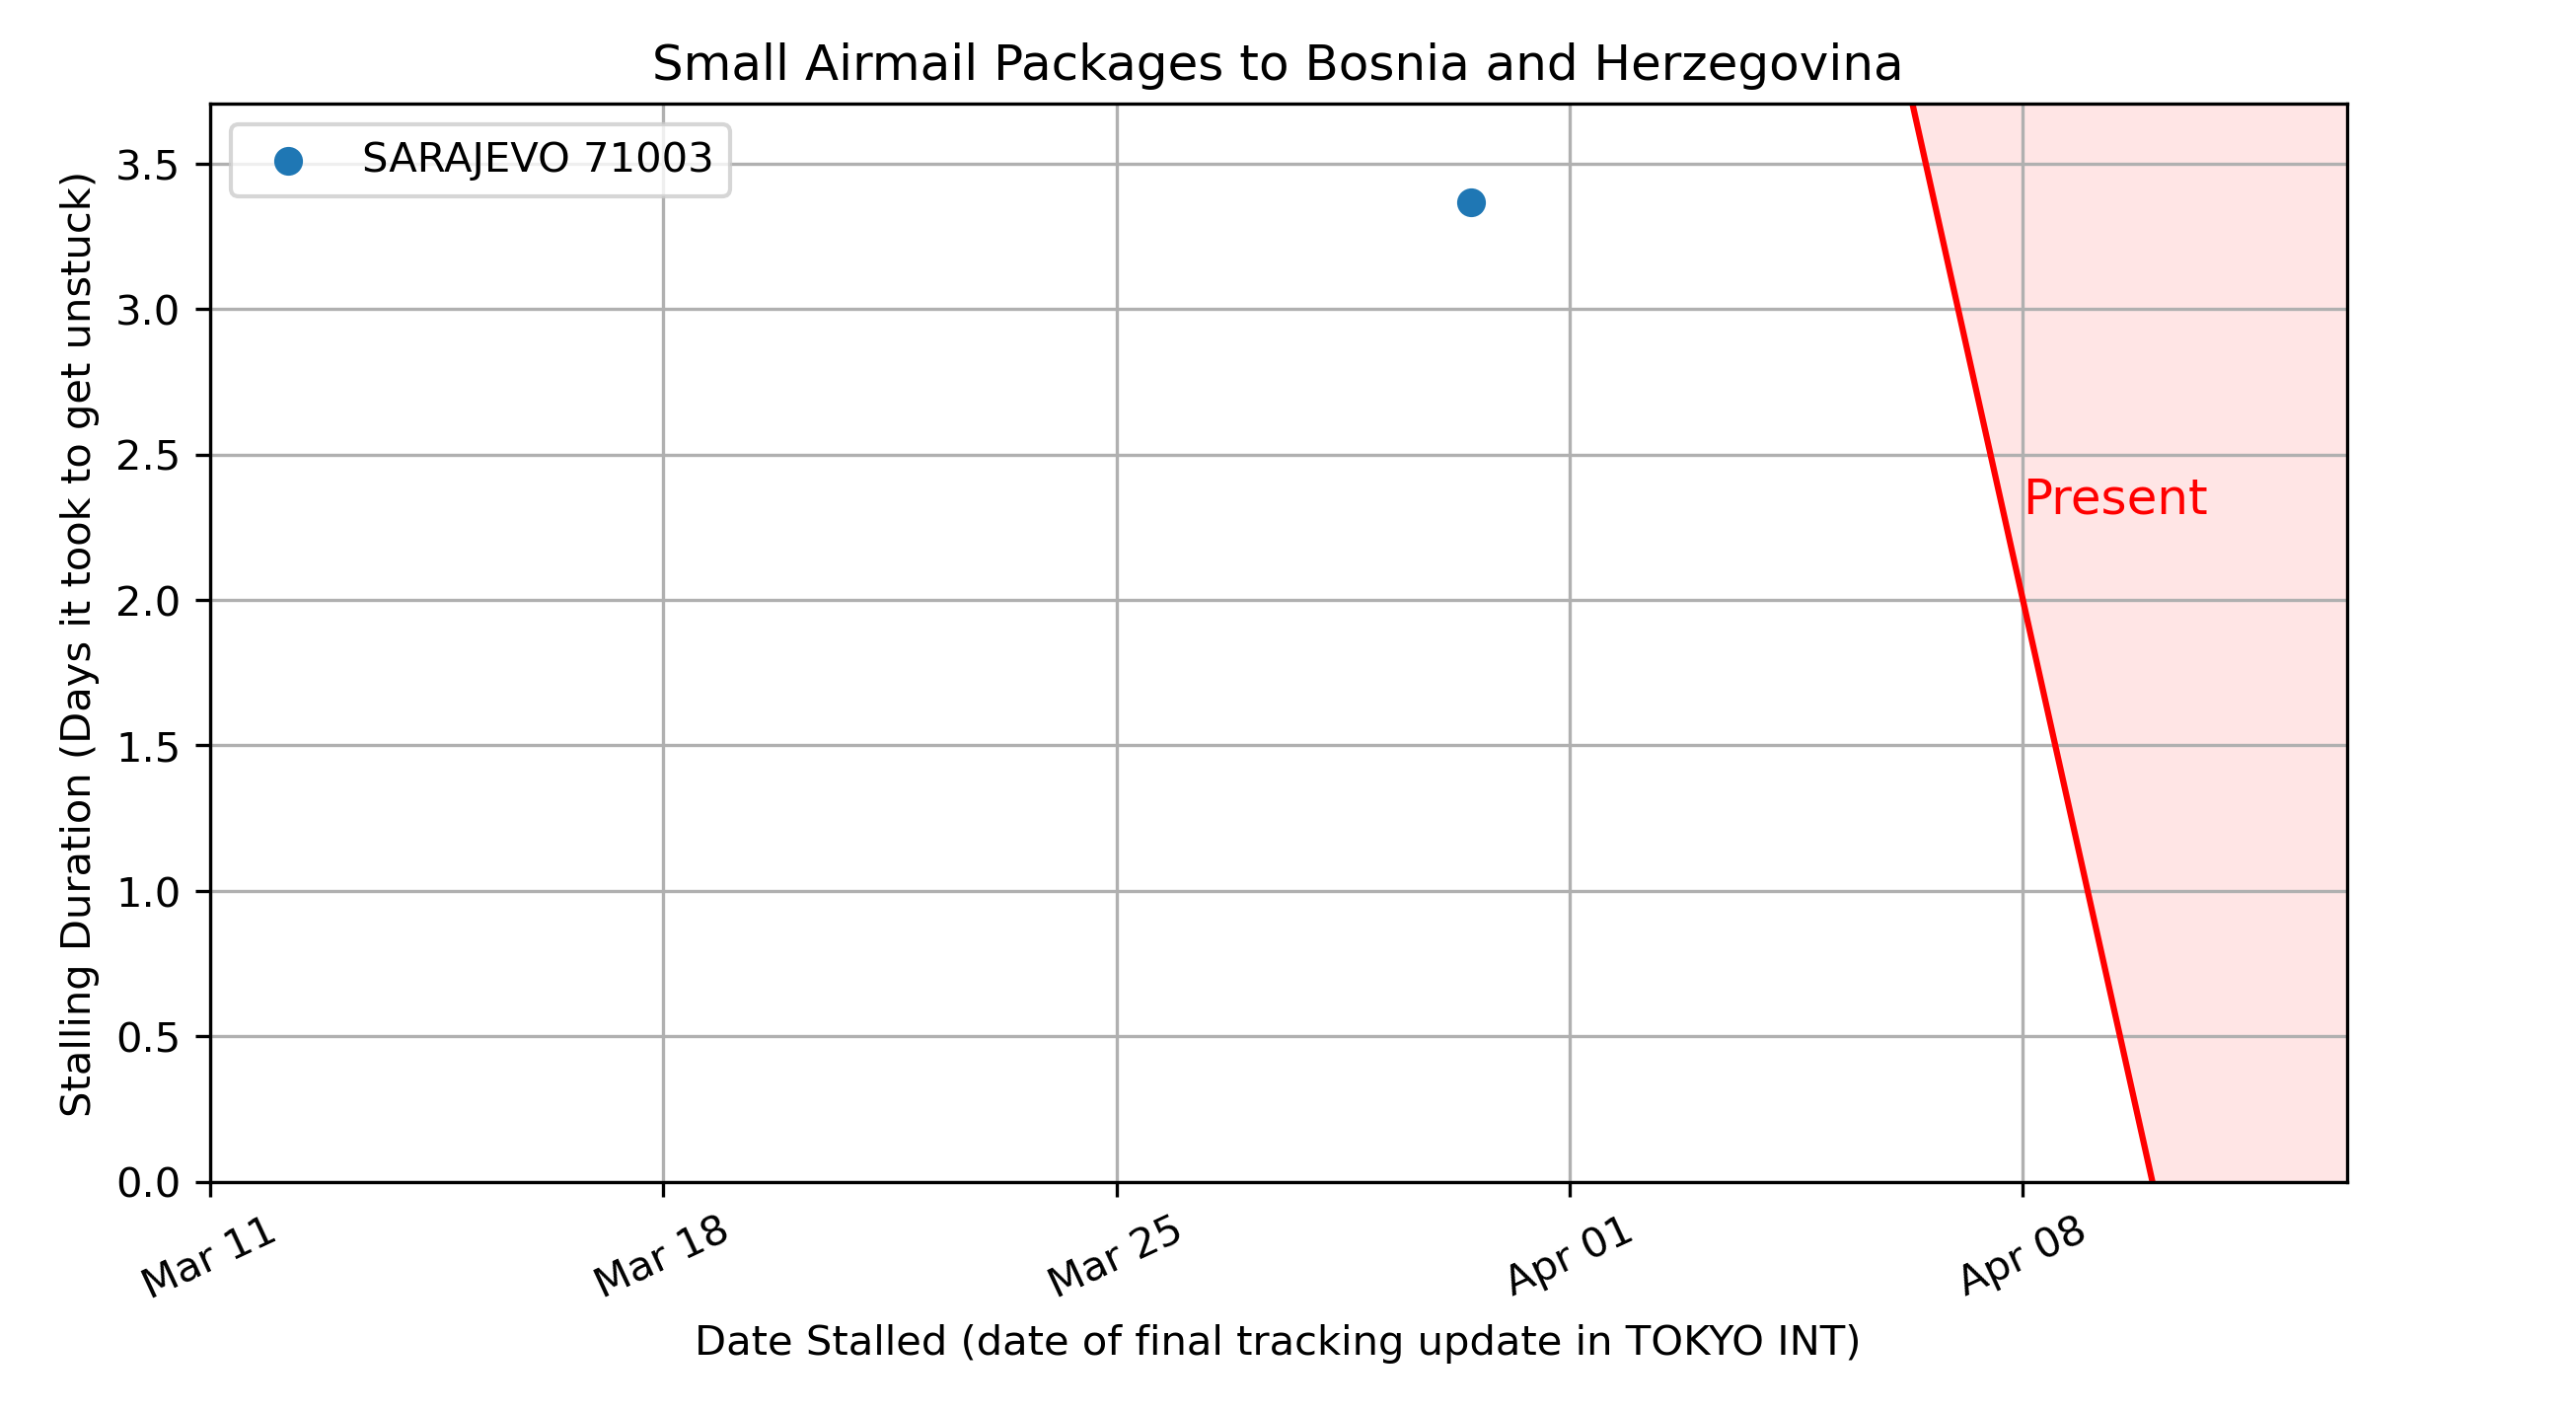 Small Airmail Packages to Bosnia and Herzegovina
SARAJEVO 71003
Stalling Duration (Days it took to get unstuck)
3.5
3.0
2.5
2.0
1.5
1.0
0.5
0.0
Present
Mar 11
Mar 18
Mar 25
Apr 01
Apr 08
Date Stalled (date of final tracking update in TOKYO INT)